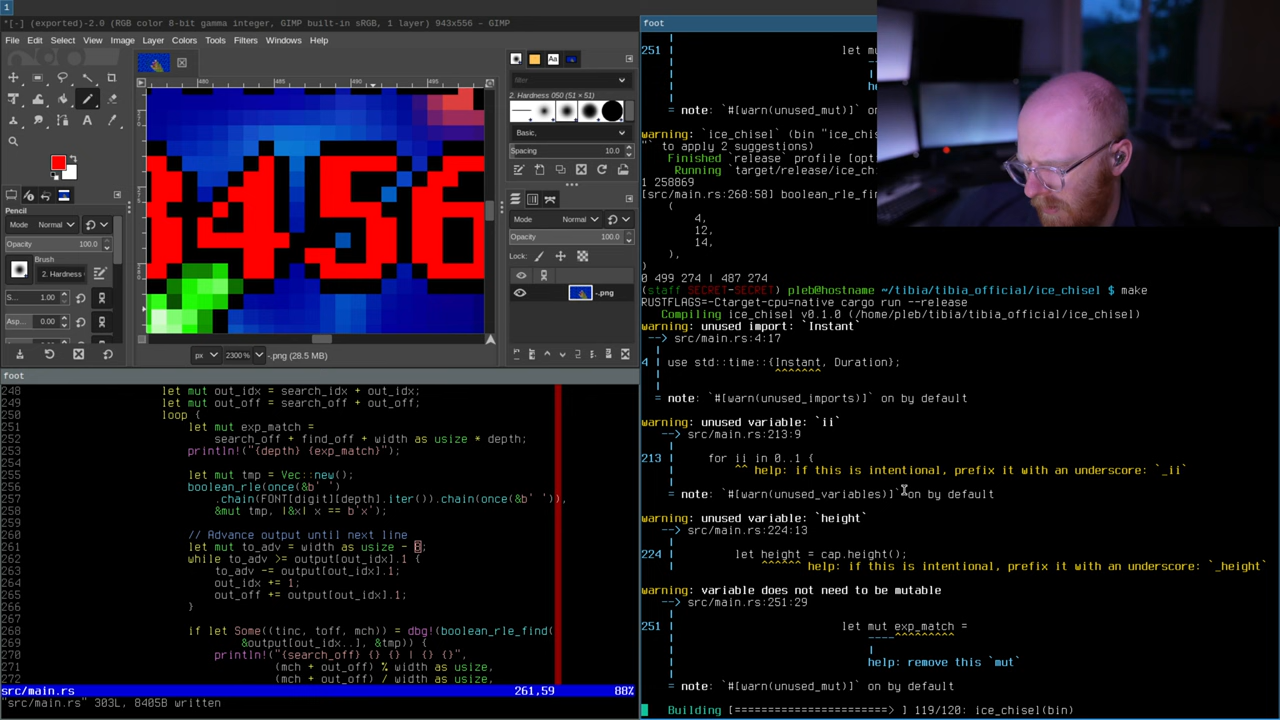 1
*[-] (exported)-2.0 (RGB color 8-bit gamma integer, GIMP built-in sRGB, 1 layer) 943x556 – GIMP
File Edit Select View Image Layer Colors Tools Filters Windows Help
480 485 490 495
3456
Pencil
Mode Normal
Opacity 100.0
Brush
2. Hardness
S... 1.00
Asp... 0.00
px 2300% -.png (28.5 MB)
filter
2. Hardness 050 (51 × 51)
Basic,
Spacing 10.0
Mode Normal
Opacity 100.0
Lock:
-.png
foot
248 let mut out_idx = search_idx + out_idx;
249 let mut out_off = search_off + out_off;
250 loop {
251 let mut exp_match =
252 search_off + find_off + width as usize * depth;
253 println!("{depth} {exp_match}");
254
255 let mut tmp = Vec::new();
256 boolean_rle(once(&b' ')
257 .chain(FONT[digit][depth].iter()).chain(once(&b' ')),
258 &mut tmp, |&x| x == b'x');
259
260 // Advance output until next line
261 let mut to_adv = width as usize - 8;
262 while to_adv >= output[out_idx].1 {
263 to_adv -= output[out_idx].1;
264 out_idx += 1;
265 out_off += output[out_idx].1;
266 }
267
268 if let Some((tinc, toff, mch)) = dbg!(boolean_rle_find(
269 &output[out_idx..], &tmp)) {
270 println!("{search_off} {} {} | {} {}",
271 (mch + out_off) % width as usize,
272 (mch + out_off) / width as usize,
src/main.rs 261,59 88%
"src/main.rs" 303L, 8405B written
foot
251 | let mut
= note: `#[warn(unused_mut)]` on
warning: `ice_chisel` (bin "ice_chis
"` to apply 2 suggestions)
Finished `release` profile [opt
Running `target/release/ice_ch
1 258869
[src/main.rs:268:58] boolean_rle_fin
(
4,
12,
14,
),
)
0 499 274 | 487 274
(staff SECRET-SECRET) pleb@hostname ~/tibia/tibia_official/ice_chisel $ make
RUSTFLAGS=-Ctarget-cpu=native cargo run --release
Compiling ice_chisel v0.1.0 (/home/pleb/tibia/tibia_official/ice_chisel)
warning: unused import: `Instant`
--> src/main.rs:4:17
|
4 | use std::time::{Instant, Duration};
| ^^^^^^^
|
= note: `#[warn(unused_imports)]` on by default
warning: unused variable: `ii`
--> src/main.rs:213:9
|
213 | for ii in 0..1 {
| ^^ help: if this is intentional, prefix it with an underscore: `_ii`
|
= note: `#[warn(unused_variables)]` on by default
warning: unused variable: `height`
--> src/main.rs:224:13
|
224 | let height = cap.height();
| ^^^^^^ help: if this is intentional, prefix it with an underscore: `_height`
warning: variable does not need to be mutable
--> src/main.rs:251:29
|
251 | let mut exp_match =
| ----^^^^^^^^^
| |
| help: remove this `mut`
|
= note: `#[warn(unused_mut)]` on by default
Building [=======================> ] 119/120: ice_chisel(bin)